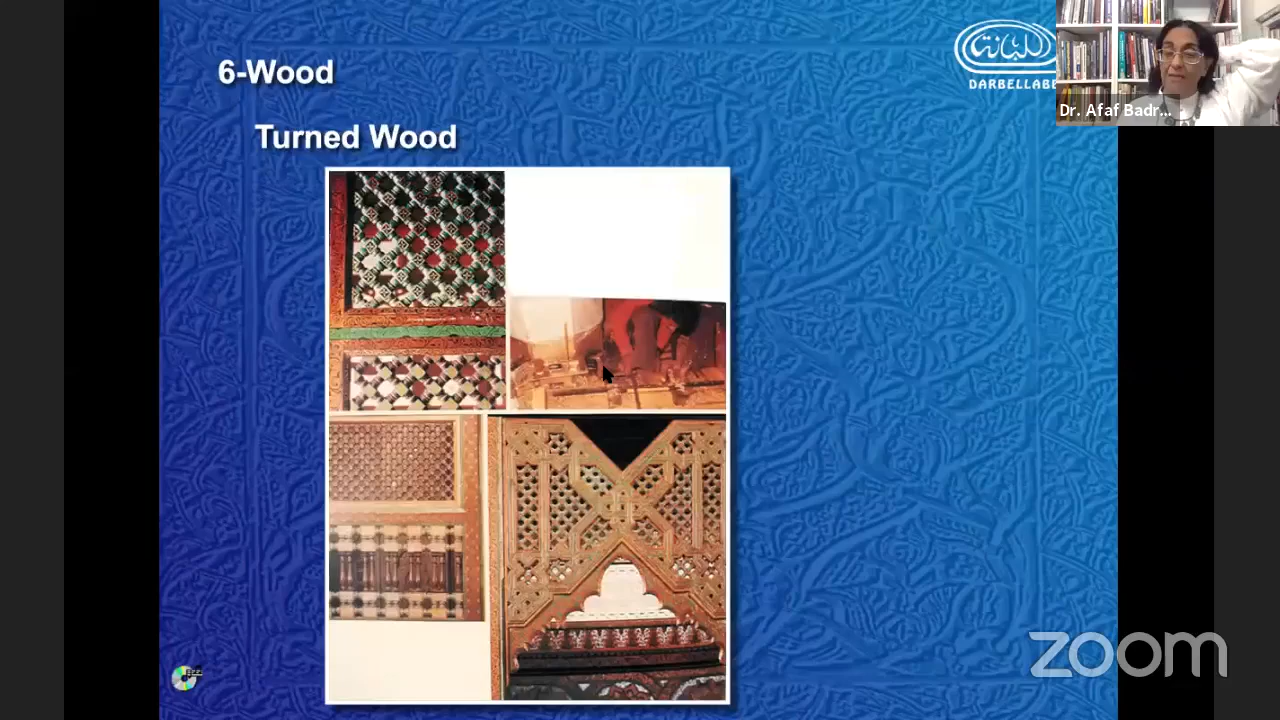 6-Wood
Turned Wood
DARBELLABE
Dr. Afaf Badr...
zoom